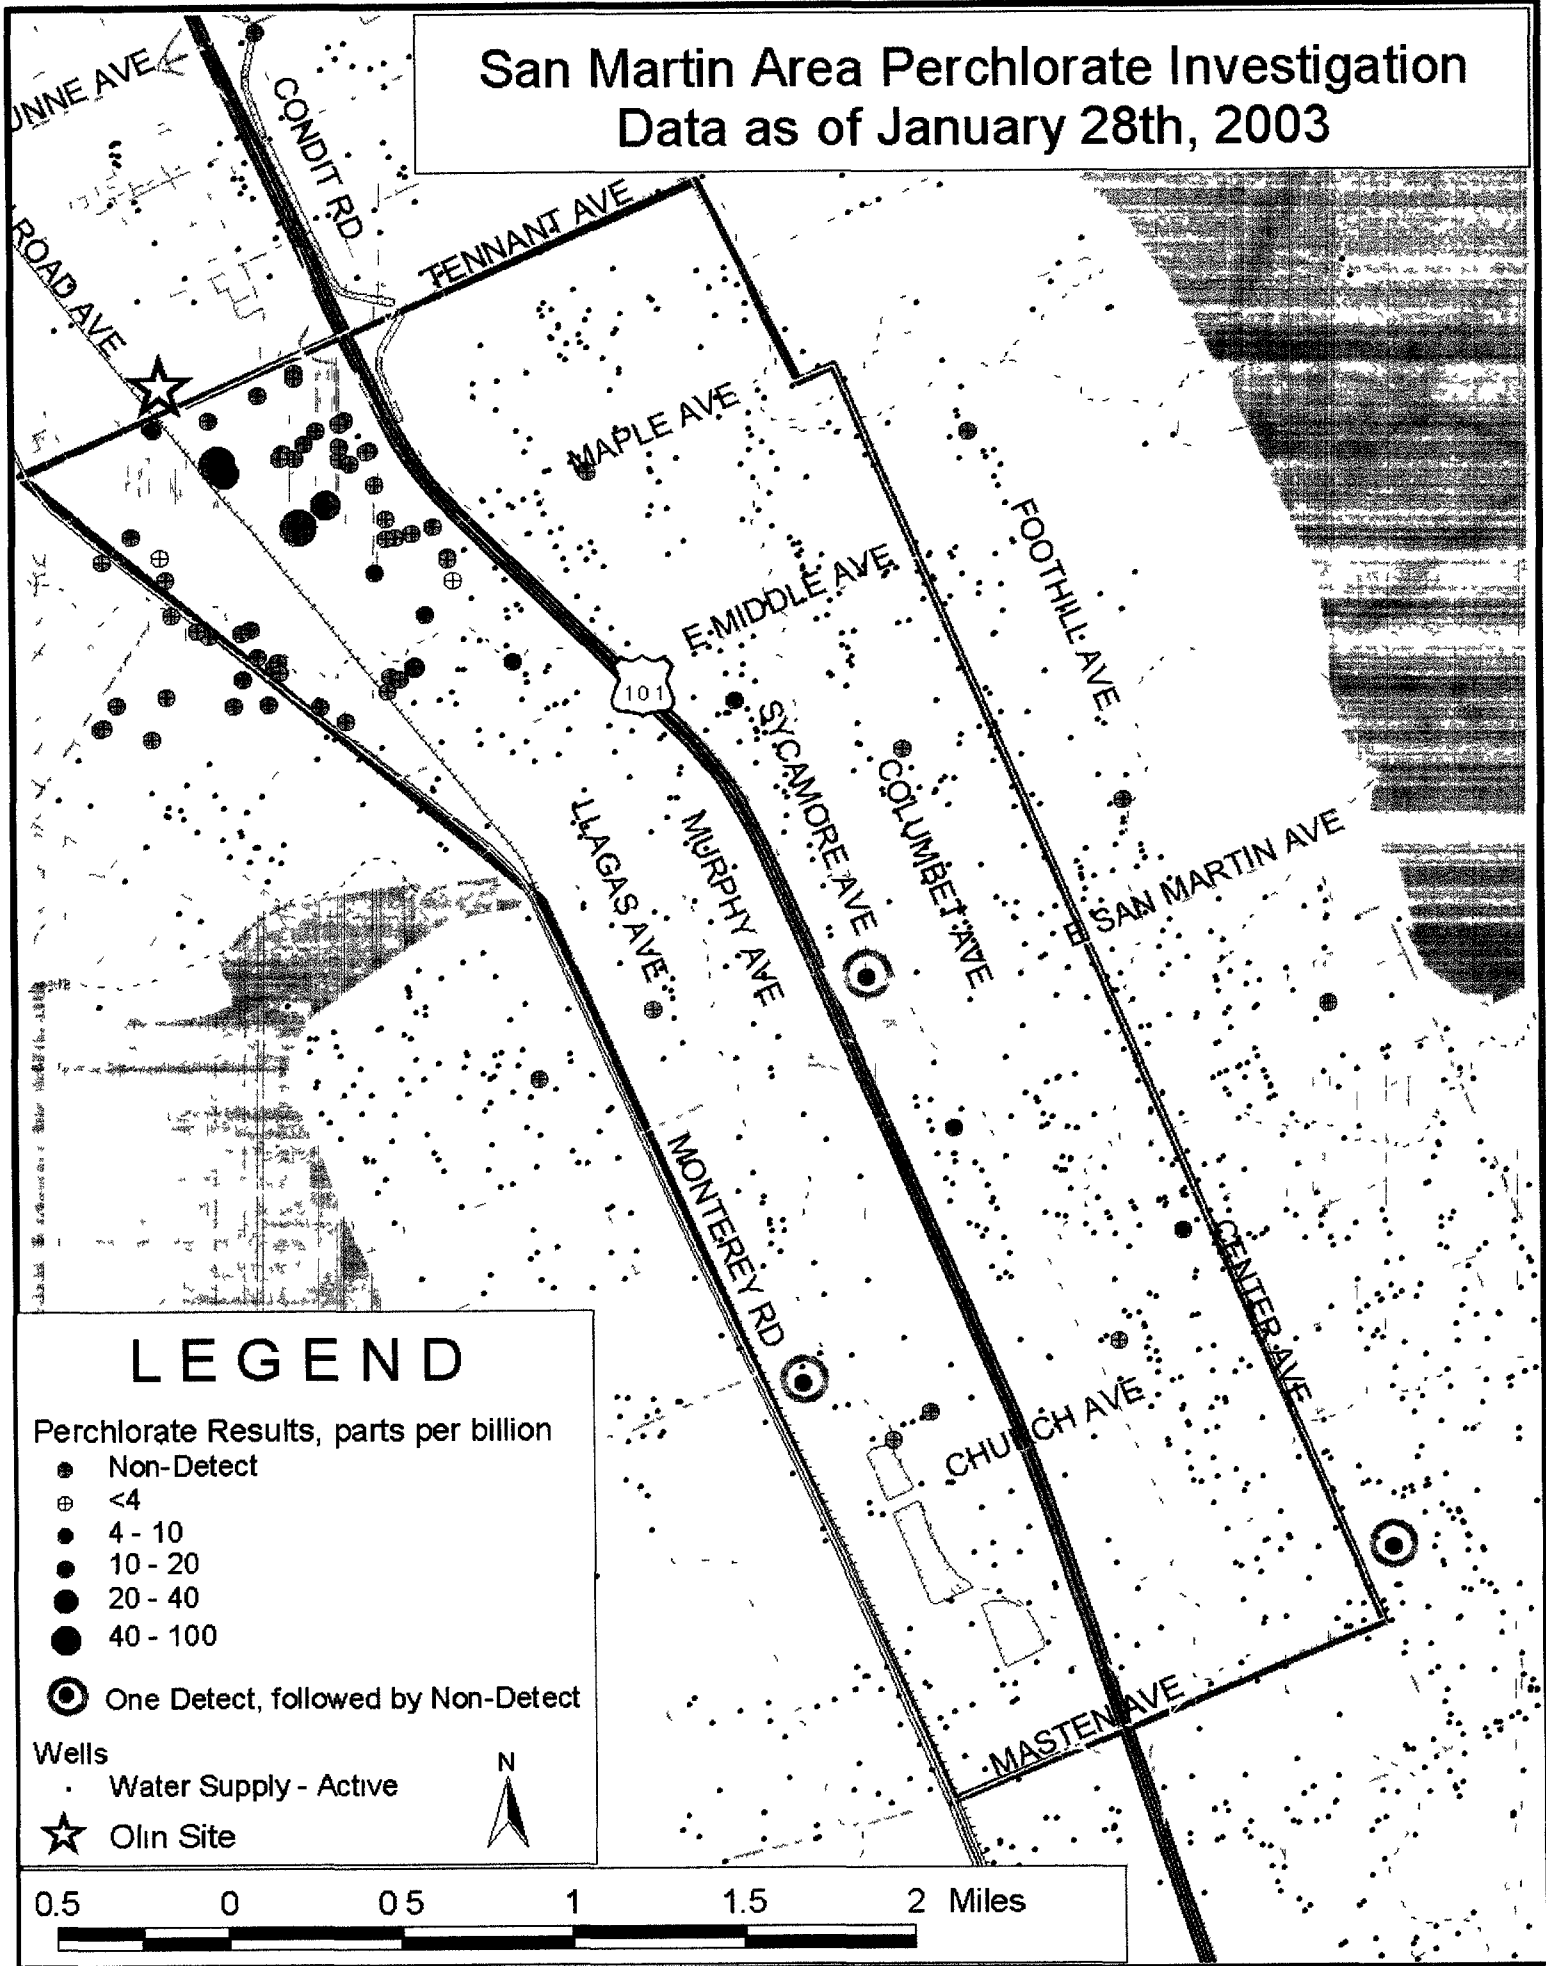 San Martin Area Perchlorate Investigation
Data as of January 28th, 2003
UNNE AVE
CONDIT RD
ROAD AVE
TENNANT AVE
MAPLE AVE
FOOTHILL AVE
E MIDDLE AVE
101
SYCAMORE AVE
COLUMBET AVE
LLAGAS AVE
MURPHY AVE
SAN MARTIN AVE
MONTEREY RD
CENTER AVE
CHURCH AVE
MASTEN AVE
LEGEND
Perchlorate Results, parts per billion
Non-Detect
<4
4 - 10
10 - 20
20 - 40
40 - 100
One Detect, followed by Non-Detect
Wells
Water Supply - Active
Olin Site
N
0.5 0 0 5 1 1.5 2 Miles